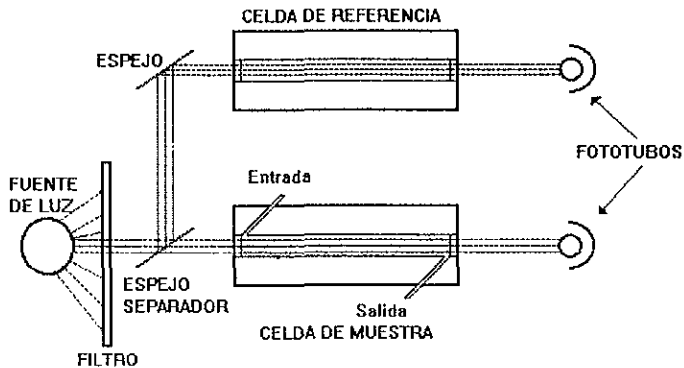 CELDA DE REFERENCIA
ESPEJO
FOTOTUBOS
Entrada
FUENTE
DE LUZ
ESPEJO
SEPARADOR
Salida
CELDA DE MUESTRA
FILTRO